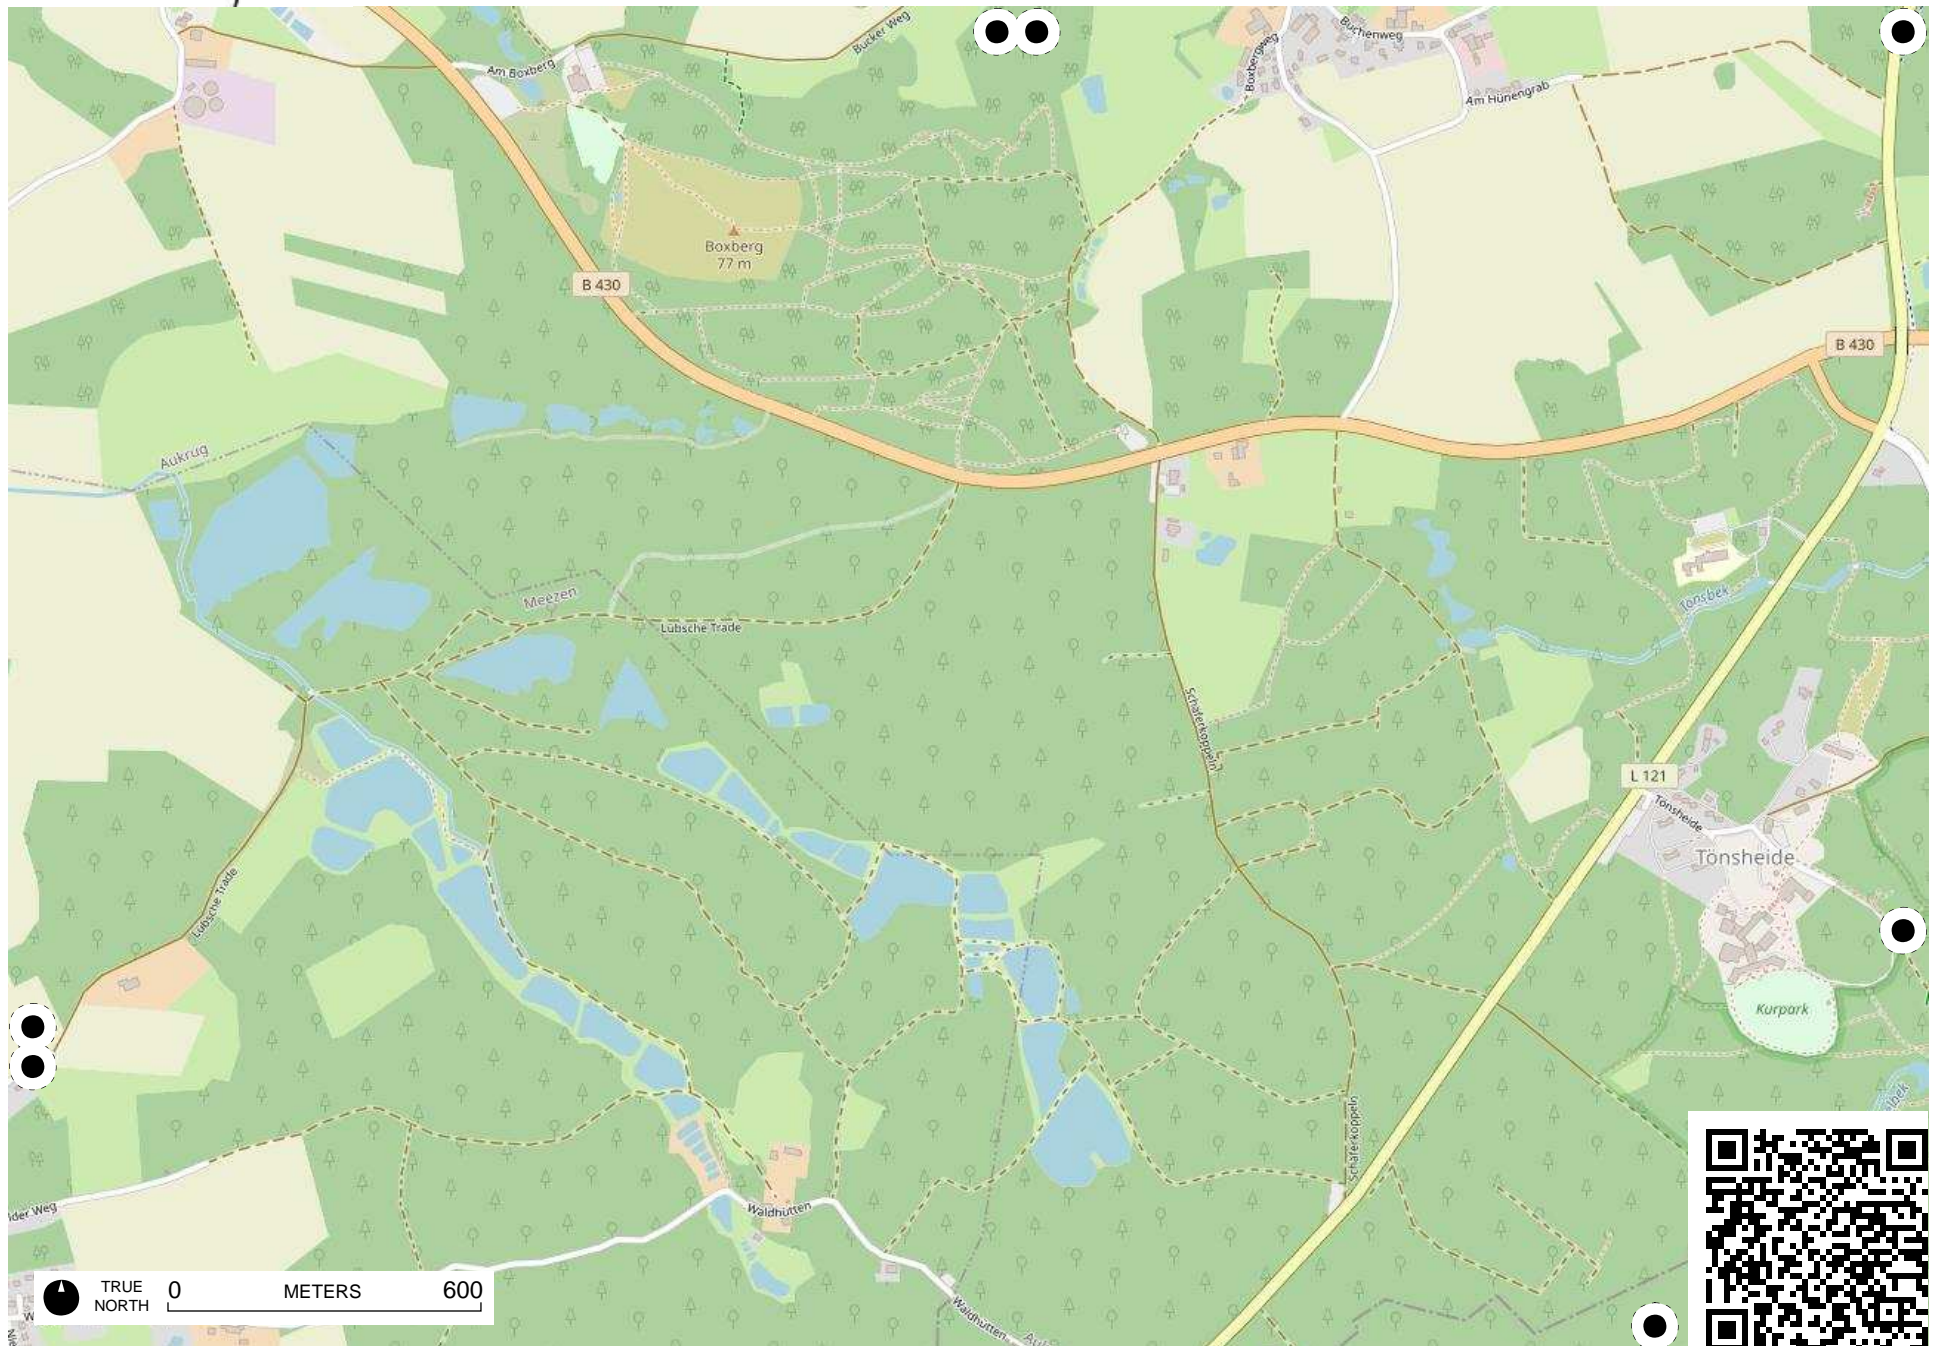 Bucker Weg
Buchenweg
Boxbergweg
Am Boxberg
Am Hünengrab
Boxberg
77 m
B 430
B 430
Aukrug
Meezen
Lübsche Trade
Tönsbek
Schäferkoppeln
L 121
Tönsheide
Tönsheide
Lübsche Trade
Kurpark
Schäferkoppeln
Waldhütten
Waldhütten
TRUE
NORTH
0 METERS 600